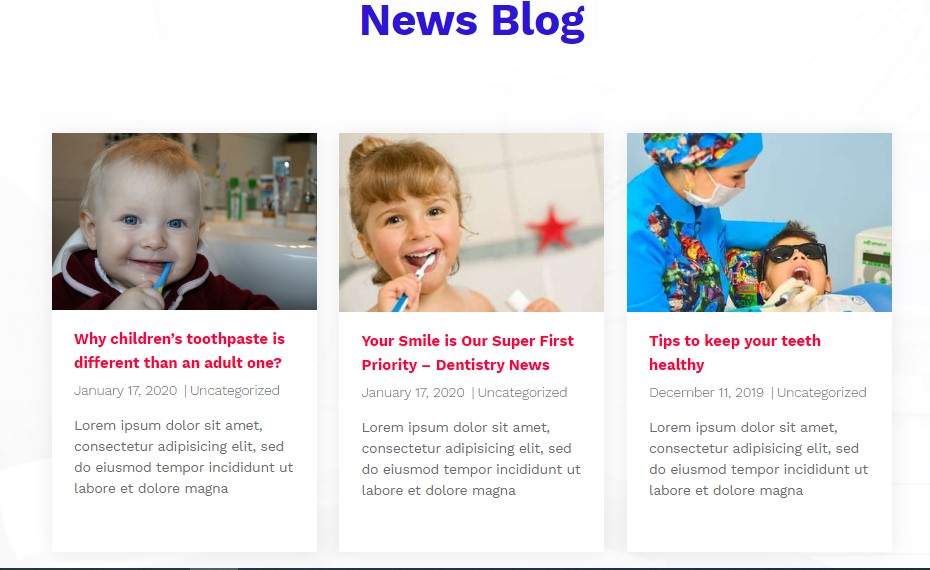 News Blog
Why children’s toothpaste is
different than an adult one?
January 17, 2020 | Uncategorized
Lorem ipsum dolor sit amet,
consectetur adipisicing elit, sed
do eiusmod tempor incididunt ut
labore et dolore magna
Your Smile is Our Super First
Priority – Dentistry News
January 17, 2020 | Uncategorized
Lorem ipsum dolor sit amet,
consectetur adipisicing elit, sed
do eiusmod tempor incididunt ut
labore et dolore magna
Tips to keep your teeth
healthy
December 11, 2019 | Uncategorized
Lorem ipsum dolor sit amet,
consectetur adipisicing elit, sed
do eiusmod tempor incididunt ut
labore et dolore magna